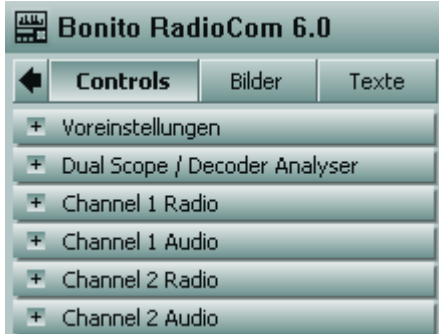 Bonito RadioCom 6.0
Controls Bilder Texte
Voreinstellungen
Dual Scope / Decoder Analyser
Channel 1 Radio
Channel 1 Audio
Channel 2 Radio
Channel 2 Audio